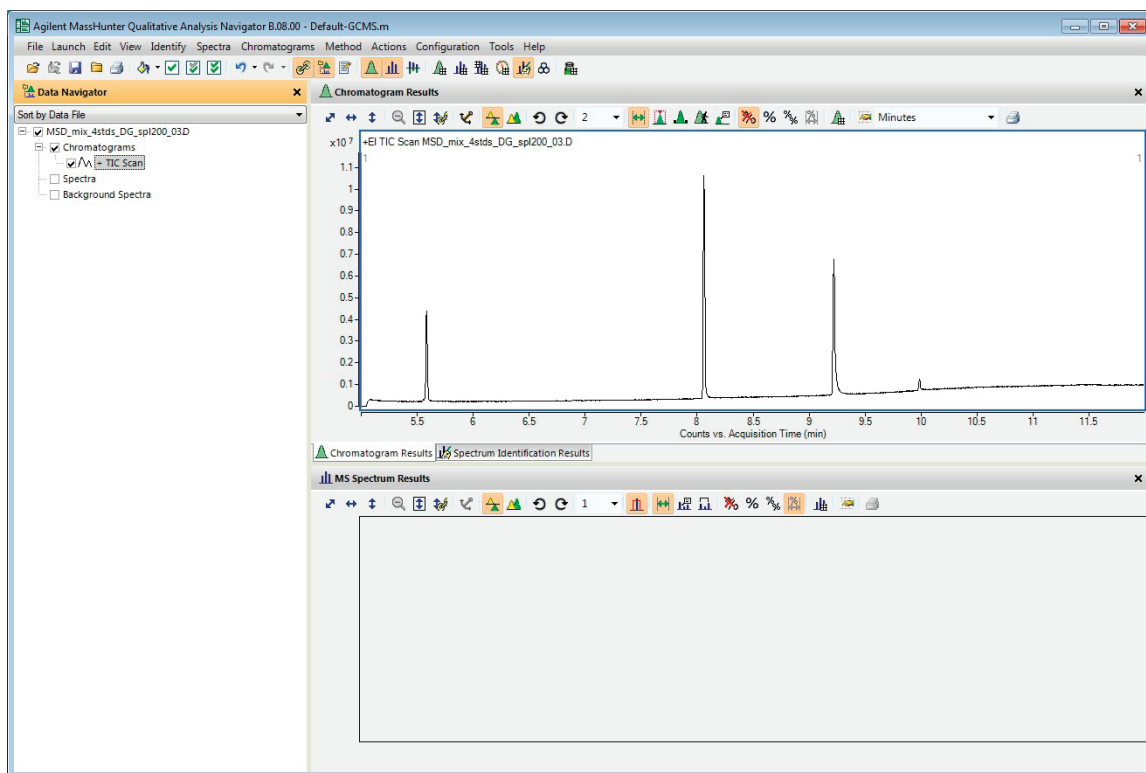 Agilent MassHunter Qualitative Analysis Navigator B.08.00 - Default-GCMS.m
File Launch Edit View Identify Spectra Chromatograms Method Actions Configuration Tools Help
Data Navigator
Sort by Data File
MSD_mix_4stds_DG_spl200_03.D
Chromatograms
+ TIC Scan
Spectra
Background Spectra
Chromatogram Results
2 % Minutes
x10 7
+EI TIC Scan MSD_mix_4stds_DG_spl200_03.D
1 1
1.1
1
0.9
0.8
0.7
0.6
0.5
0.4
0.3
0.2
0.1
0
5.5 6 6.5 7 7.5 8 8.5 9 9.5 10 10.5 11 11.5
Counts vs. Acquisition Time (min)
Chromatogram Results Spectrum Identification Results
MS Spectrum Results
1 %